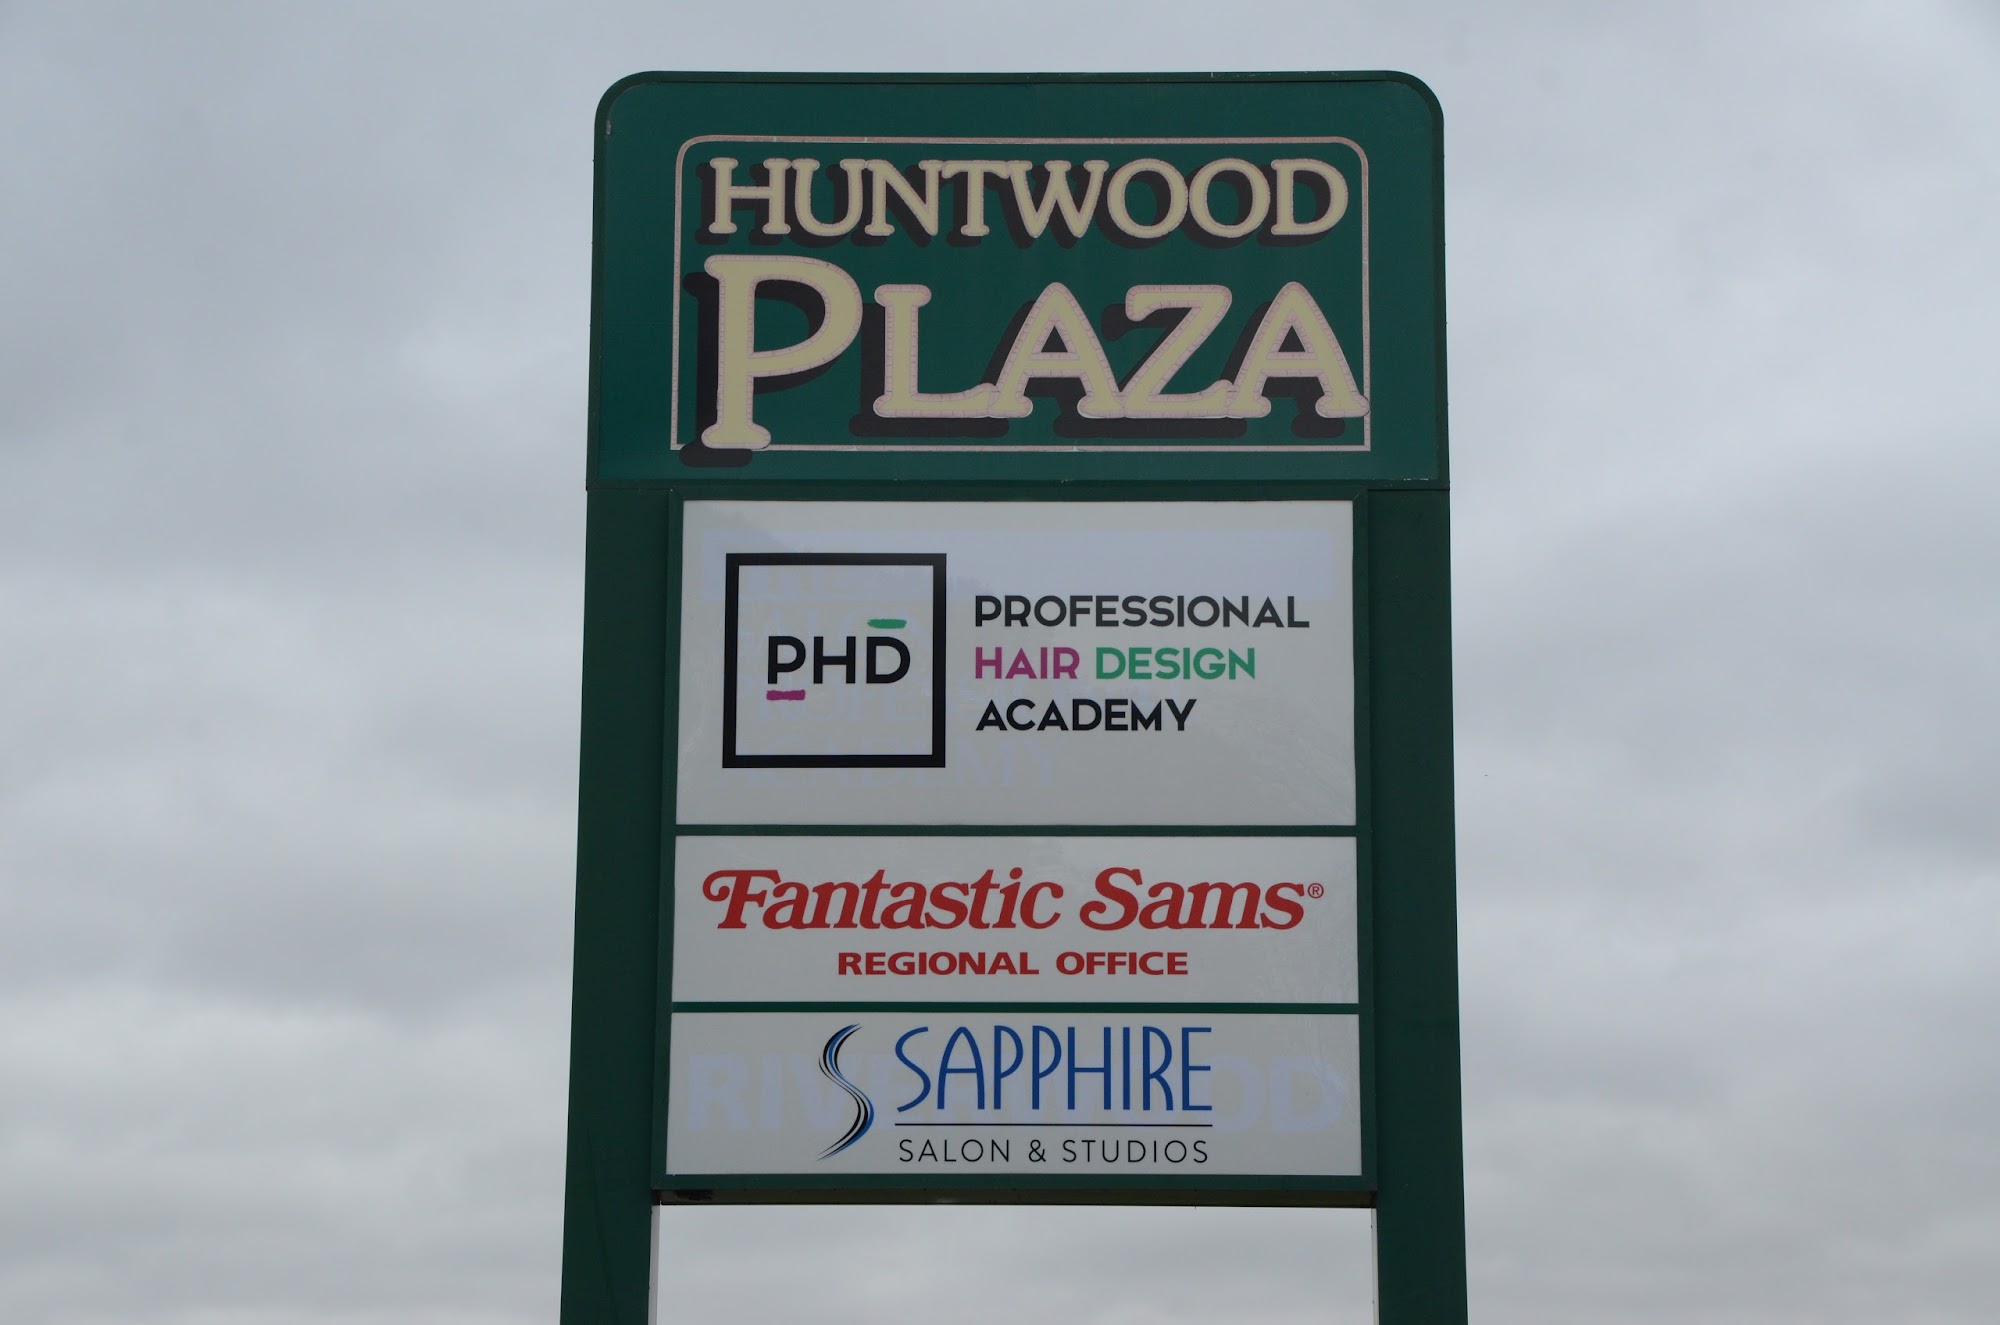 HUNTWOOD
PLAZA
PHD
PROFESSIONAL
HAIR DESIGN
ACADEMY
Fantastic Sams®
REGIONAL OFFICE
SAPPHIRE
SALON & STUDIOS